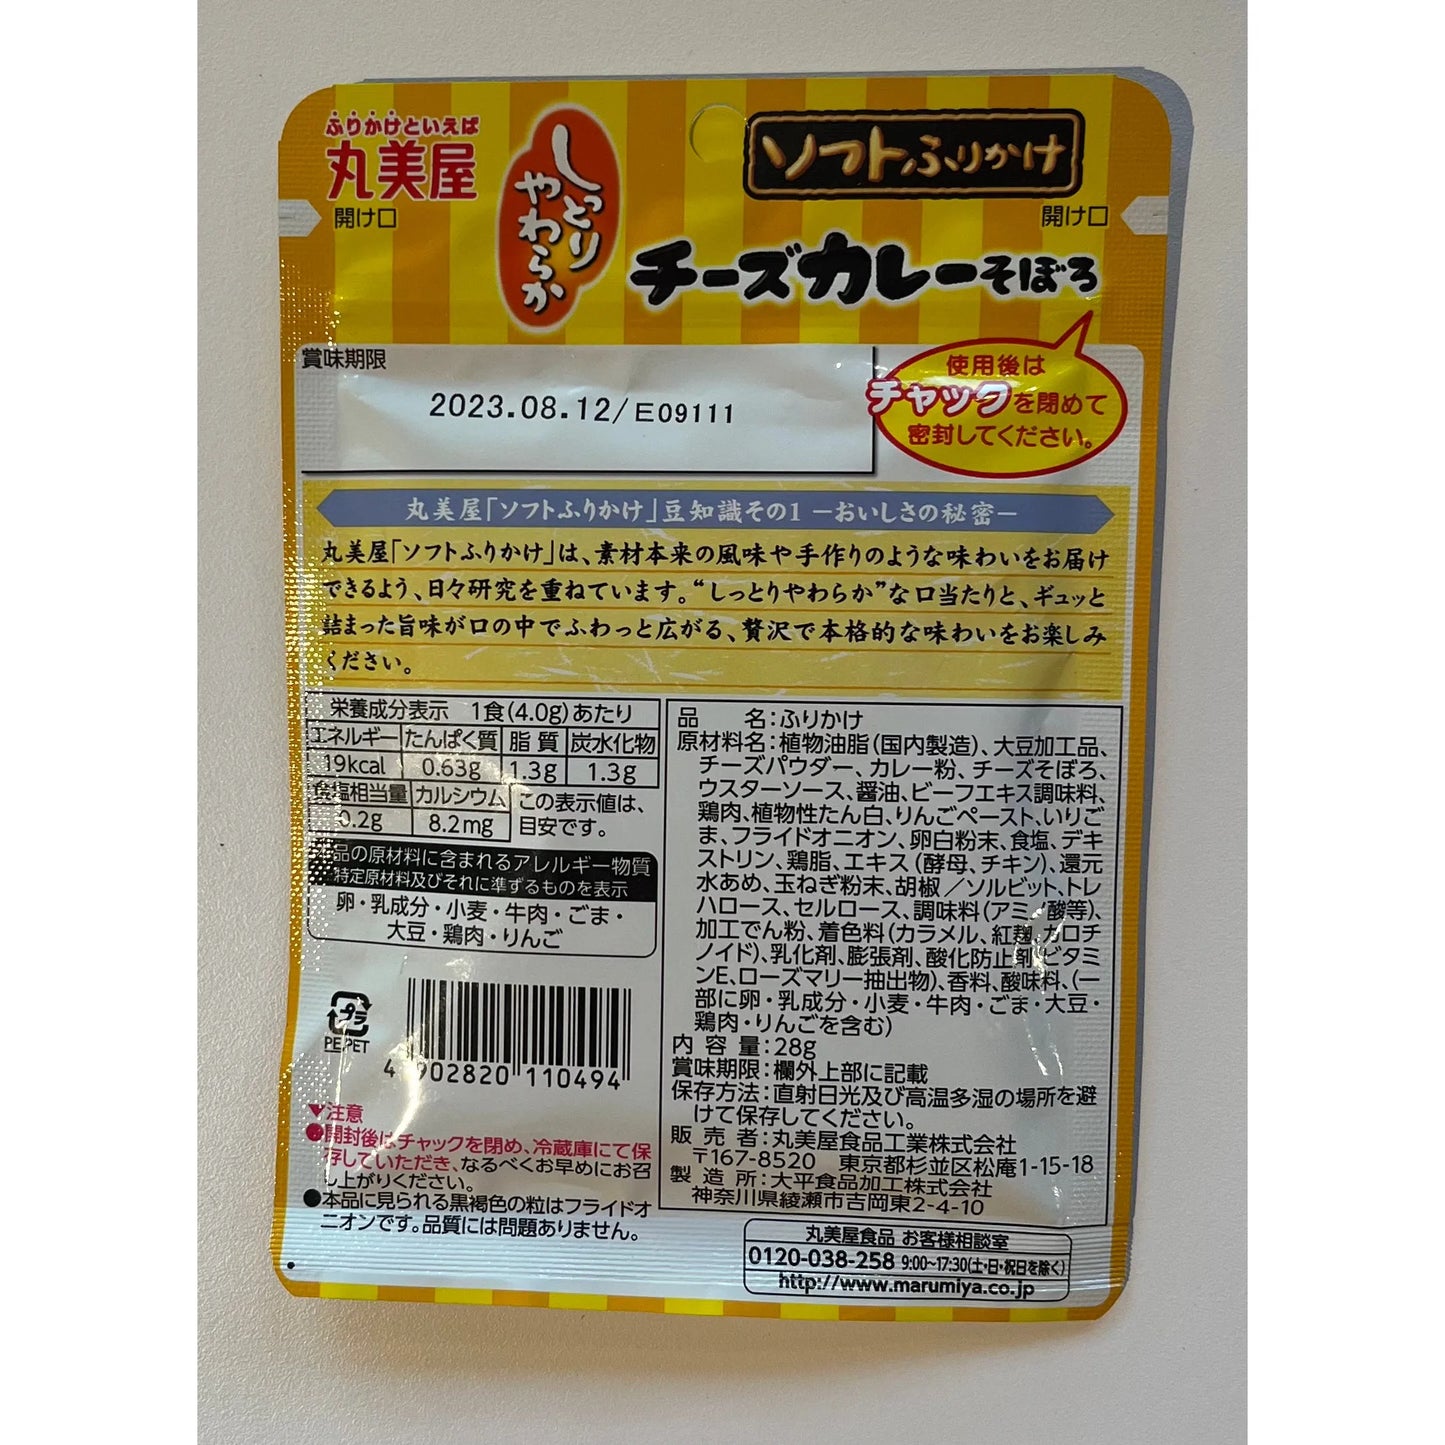 ふりかけといえば
丸美屋
開け口
しっとり
やわらか
ソフトふりかけ
開け口
チーズカレーそぼろ
賞味期限
2023.08.12/E09111
使用後は
チャックを閉めて
密封してください。
丸美屋「ソフトふりかけ」豆知識その1 －おいしさの秘密－
丸美屋「ソフトふりかけ」は、素材本来の風味や手作りのような味わいをお届け
できるよう、日々研究を重ねています。“しっとりやわらか”な口当たりと、ギュッと
詰まった旨味が口の中でふわっと広がる、贅沢で本格的な味わいをお楽しみ
ください。
栄養成分表示 1食(4.0g)あたり
エネルギー たんぱく質 脂質 炭水化物
19kcal 0.63g 1.3g 1.3g
食塩相当量 カルシウム この表示値は、
0.2g 8.2mg 目安です。
品の原材料に含まれるアレルギー物質
特定原材料及びそれに準ずるものを表示
卵・乳成分・小麦・牛肉・ごま・
大豆・鶏肉・りんご
プラ
PE,PET
4 902820 110494
▼注意
●開封後はチャックを閉め、冷蔵庫にて保
存していただき、なるべくお早めにお召
し上がりください。
●本品に見られる黒褐色の粒はフライドオ
ニオンです。品質には問題ありません。
品名：ふりかけ
原材料名：植物油脂（国内製造）、大豆加工品、
チーズパウダー、カレー粉、チーズそぼろ、
ウスターソース、醤油、ビーフエキス調味料、
鶏肉、植物性たん白、りんごペースト、いりご
ま、フライドオニオン、卵白粉末、食塩、デキ
ストリン、鶏脂、エキス（酵母、チキン）、還元
水あめ、玉ねぎ粉末、胡椒／ソルビット、トレ
ハロース、セルロース、調味料（アミノ酸等）、
加工でん粉、着色料（カラメル、紅麹、カロチ
ノイド）、乳化剤、膨張剤、酸化防止剤（ビタミ
ンE、ローズマリー抽出物）、香料、酸味料、（一
部に卵・乳成分・小麦・牛肉・ごま・大豆・
鶏肉・りんごを含む）
内容量：28g
賞味期限：欄外上部に記載
保存方法：直射日光及び高温多湿の場所を避
けて保存してください。
販売者：丸美屋食品工業株式会社
〒167-8520 東京都杉並区松庵1-15-18
製造所：大平食品加工株式会社
神奈川県綾瀬市吉岡東2-4-10
丸美屋食品 お客様相談室
0120-038-258 9:00~17:30(土・日・祝日を除く)
http://www.marumiya.co.jp